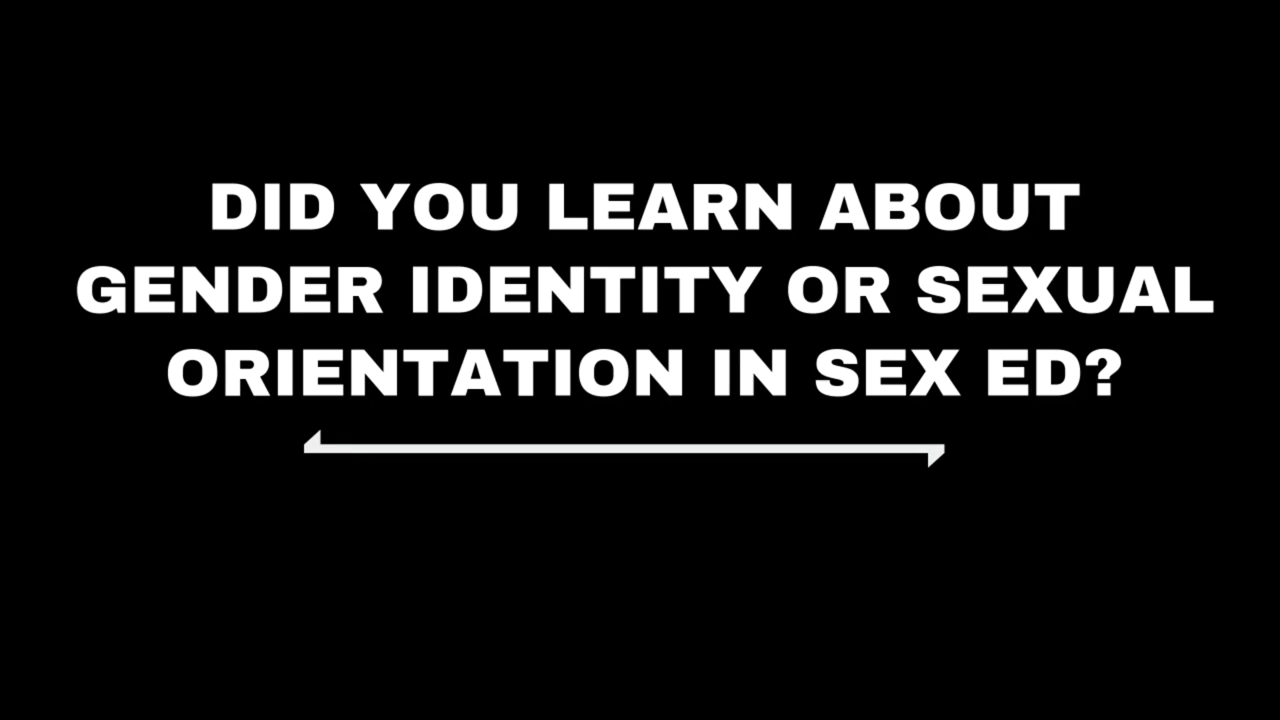 DID YOU LEARN ABOUT
GENDER IDENTITY OR SEXUAL
ORIENTATION IN SEX ED?